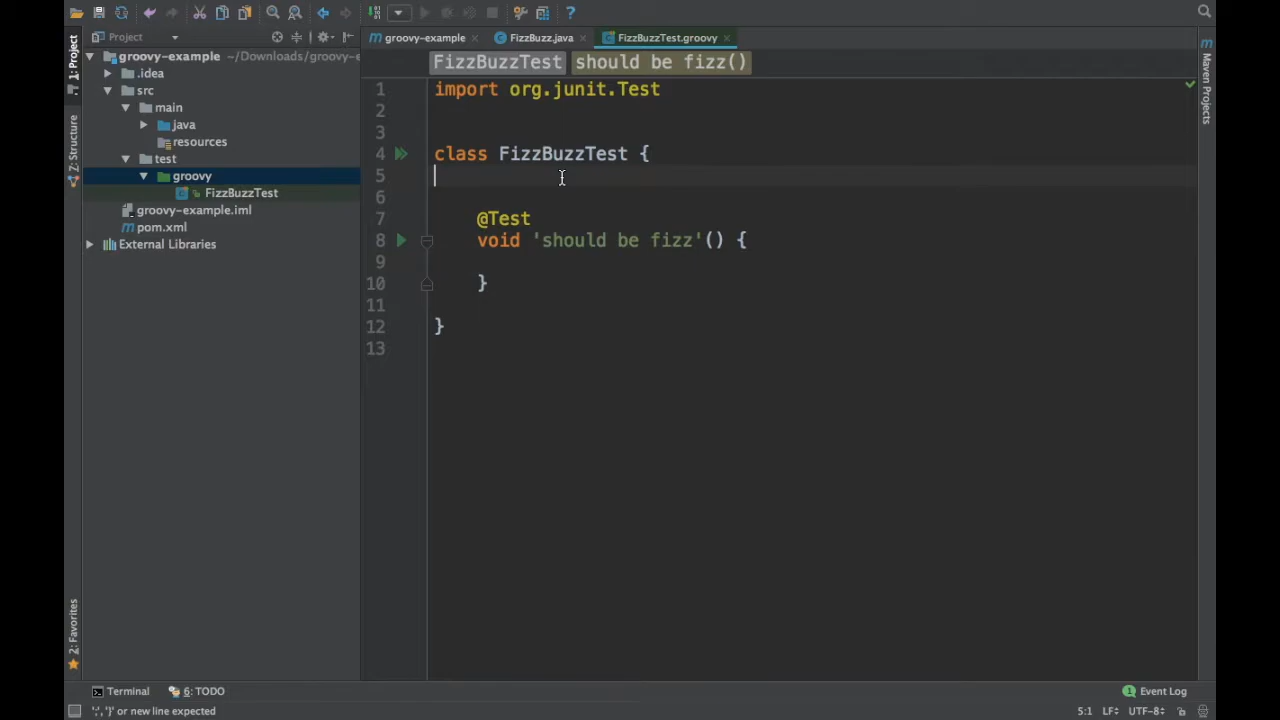 Project
groovy-example
FizzBuzz.java
FizzBuzzTest.groovy
groovy-example ~/Downloads/groovy-e
.idea
src
main
java
resources
test
groovy
FizzBuzzTest
groovy-example.iml
pom.xml
External Libraries
1: Project
Z: Structure
2: Favorites
FizzBuzzTest
should be fizz()
1 import org.junit.Test
2
3
4 class FizzBuzzTest {
5
6
7 @Test
8 void 'should be fizz'() {
9
10 }
11
12 }
13
Maven Projects
Terminal
6: TODO
1 Event Log
',', '}' or new line expected
5:1
LF
UTF-8